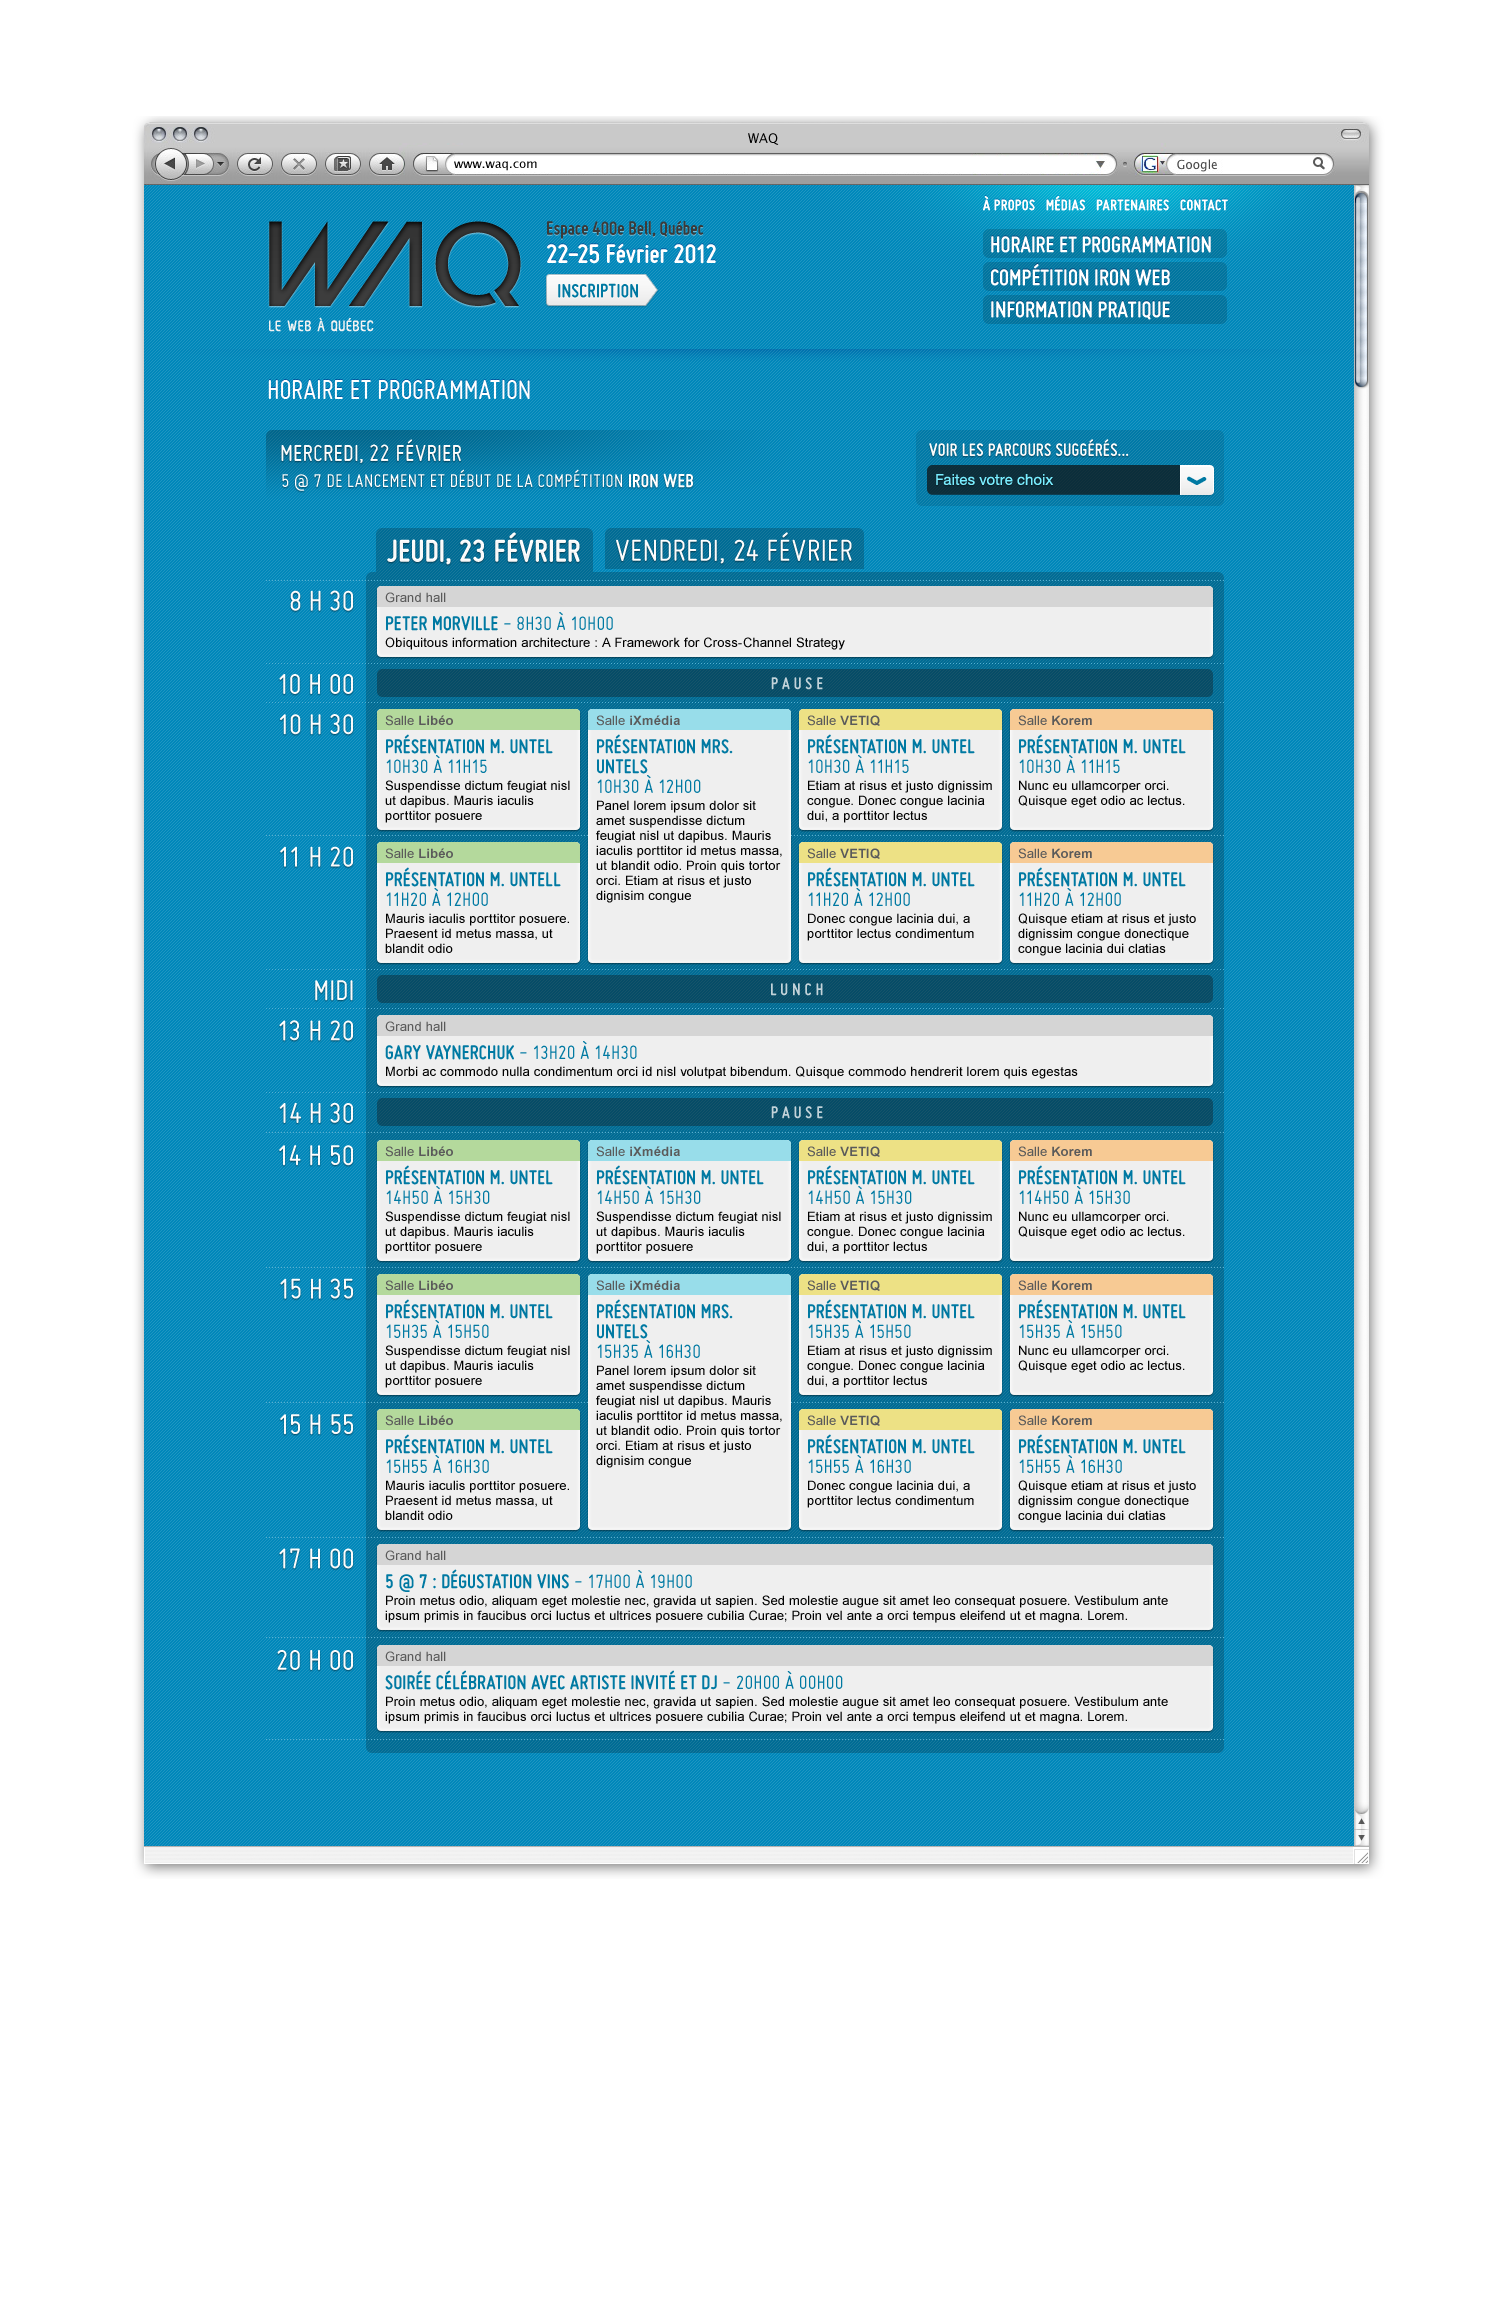 WAQ
www.waq.com
Google
À PROPOS MÉDIAS PARTENAIRES CONTACT
WAQ
LE WEB À QUÉBEC
Espace 400e Bell, Québec
22-25 Février 2012
INSCRIPTION
HORAIRE ET PROGRAMMATION
COMPÉTITION IRON WEB
INFORMATION PRATIQUE
HORAIRE ET PROGRAMMATION
MERCREDI, 22 FÉVRIER
5 @ 7 DE LANCEMENT ET DÉBUT DE LA COMPÉTITION IRON WEB
VOIR LES PARCOURS SUGGÉRÉS...
Faites votre choix
JEUDI, 23 FÉVRIER
VENDREDI, 24 FÉVRIER
8 H 30
Grand hall
PETER MORVILLE – 8H30 À 10H00
Obiquitous information architecture : A Framework for Cross-Channel Strategy
10 H 00
PAUSE
10 H 30
Salle Libéo
PRÉSENTATION M. UNTEL
10H30 À 11H15
Suspendisse dictum feugiat nisl
ut dapibus. Mauris iaculis
porttitor posuere
Salle iXmédia
PRÉSENTATION MRS.
UNTELS
10H30 À 12H00
Panel lorem ipsum dolor sit
amet suspendisse dictum
feugiat nisl ut dapibus. Mauris
iaculis porttitor id metus massa,
ut blandit odio. Proin quis tortor
orci. Etiam at risus et justo
dignisim congue
Salle VETIQ
PRÉSENTATION M. UNTEL
10H30 À 11H15
Etiam at risus et justo dignissim
congue. Donec congue lacinia
dui, a porttitor lectus
Salle Korem
PRÉSENTATION M. UNTEL
10H30 À 11H15
Nunc eu ullamcorper orci.
Quisque eget odio ac lectus.
11 H 20
Salle Libéo
PRÉSENTATION M. UNTELL
11H20 À 12H00
Mauris iaculis porttitor posuere.
Praesent id metus massa, ut
blandit odio
Salle VETIQ
PRÉSENTATION M. UNTEL
11H20 À 12H00
Donec congue lacinia dui, a
porttitor lectus condimentum
Salle Korem
PRÉSENTATION M. UNTEL
11H20 À 12H00
Quisque etiam at risus et justo
dignissim congue donectique
congue lacinia dui clatias
MIDI
LUNCH
13 H 20
Grand hall
GARY VAYNERCHUK – 13H20 À 14H30
Morbi ac commodo nulla condimentum orci id nisl volutpat bibendum. Quisque commodo hendrerit lorem quis egestas
14 H 30
PAUSE
14 H 50
Salle Libéo
PRÉSENTATION M. UNTEL
14H50 À 15H30
Suspendisse dictum feugiat nisl
ut dapibus. Mauris iaculis
porttitor posuere
Salle iXmédia
PRÉSENTATION M. UNTEL
14H50 À 15H30
Suspendisse dictum feugiat nisl
ut dapibus. Mauris iaculis
porttitor posuere
Salle VETIQ
PRÉSENTATION M. UNTEL
14H50 À 15H30
Etiam at risus et justo dignissim
congue. Donec congue lacinia
dui, a porttitor lectus
Salle Korem
PRÉSENTATION M. UNTEL
114H50 À 15H30
Nunc eu ullamcorper orci.
Quisque eget odio ac lectus.
15 H 35
Salle Libéo
PRÉSENTATION M. UNTEL
15H35 À 15H50
Suspendisse dictum feugiat nisl
ut dapibus. Mauris iaculis
porttitor posuere
Salle iXmédia
PRÉSENTATION MRS.
UNTELS
15H35 À 16H30
Panel lorem ipsum dolor sit
amet suspendisse dictum
feugiat nisl ut dapibus. Mauris
iaculis porttitor id metus massa,
ut blandit odio. Proin quis tortor
orci. Etiam at risus et justo
dignisim congue
Salle VETIQ
PRÉSENTATION M. UNTEL
15H35 À 15H50
Etiam at risus et justo dignissim
congue. Donec congue lacinia
dui, a porttitor lectus
Salle Korem
PRÉSENTATION M. UNTEL
15H35 À 15H50
Nunc eu ullamcorper orci.
Quisque eget odio ac lectus.
15 H 55
Salle Libéo
PRÉSENTATION M. UNTEL
15H55 À 16H30
Mauris iaculis porttitor posuere.
Praesent id metus massa, ut
blandit odio
Salle VETIQ
PRÉSENTATION M. UNTEL
15H55 À 16H30
Donec congue lacinia dui, a
porttitor lectus condimentum
Salle Korem
PRÉSENTATION M. UNTEL
15H55 À 16H30
Quisque etiam at risus et justo
dignissim congue donectique
congue lacinia dui clatias
17 H 00
Grand hall
5 @ 7 : DÉGUSTATION VINS – 17H00 À 19H00
Proin metus odio, aliquam eget molestie nec, gravida ut sapien. Sed molestie augue sit amet leo consequat posuere. Vestibulum ante
ipsum primis in faucibus orci luctus et ultrices posuere cubilia Curae; Proin vel ante a orci tempus eleifend ut et magna. Lorem.
20 H 00
Grand hall
SOIRÉE CÉLÉBRATION AVEC ARTISTE INVITÉ ET DJ – 20H00 À 00H00
Proin metus odio, aliquam eget molestie nec, gravida ut sapien. Sed molestie augue sit amet leo consequat posuere. Vestibulum ante
ipsum primis in faucibus orci luctus et ultrices posuere cubilia Curae; Proin vel ante a orci tempus eleifend ut et magna. Lorem.